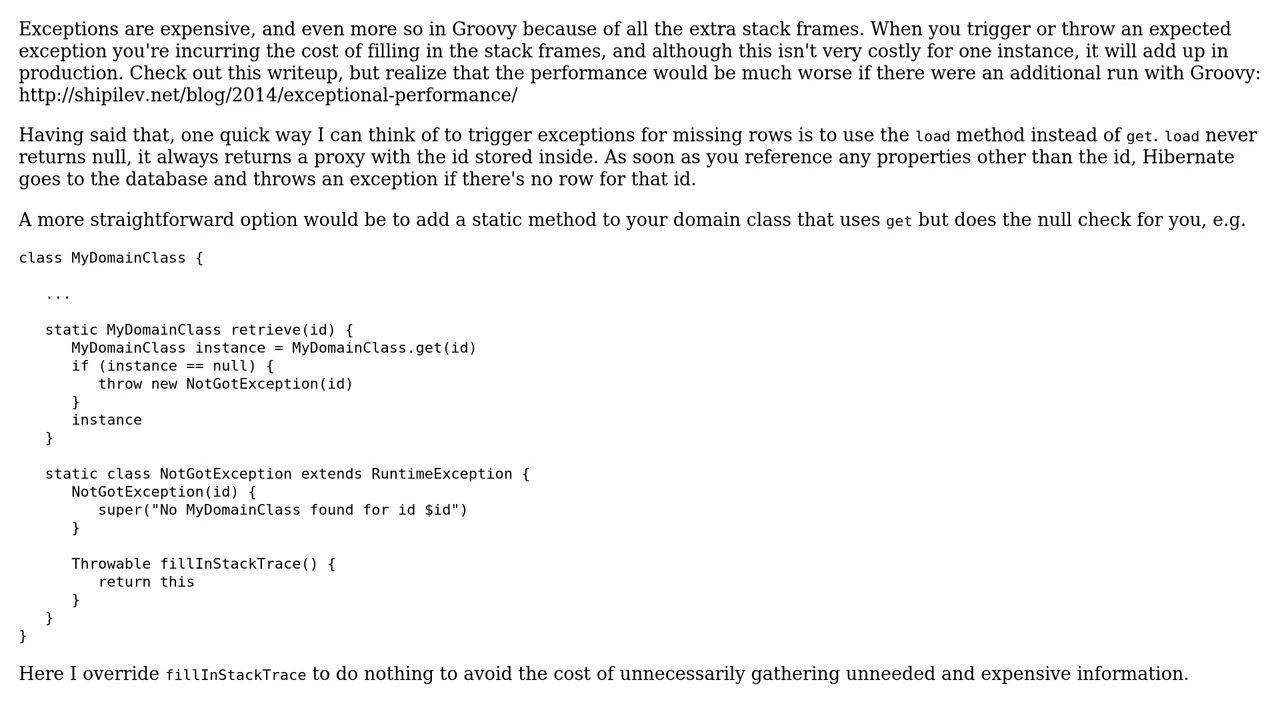 Exceptions are expensive, and even more so in Groovy because of all the extra stack frames. When you trigger or throw an expected
exception you're incurring the cost of filling in the stack frames, and although this isn't very costly for one instance, it will add up in
production. Check out this writeup, but realize that the performance would be much worse if there were an additional run with Groovy:
http://shipilev.net/blog/2014/exceptional-performance/
Having said that, one quick way I can think of to trigger exceptions for missing rows is to use the load method instead of get. load never
returns null, it always returns a proxy with the id stored inside. As soon as you reference any properties other than the id, Hibernate
goes to the database and throws an exception if there's no row for that id.
A more straightforward option would be to add a static method to your domain class that uses get but does the null check for you, e.g.
class MyDomainClass {
   ...
   static MyDomainClass retrieve(id) {
      MyDomainClass instance = MyDomainClass.get(id)
      if (instance == null) {
         throw new NotGotException(id)
      }
      instance
   }
   static class NotGotException extends RuntimeException {
      NotGotException(id) {
         super("No MyDomainClass found for id $id")
      }
      Throwable fillInStackTrace() {
         return this
      }
   }
}
Here I override fillInStackTrace to do nothing to avoid the cost of unnecessarily gathering unneeded and expensive information.